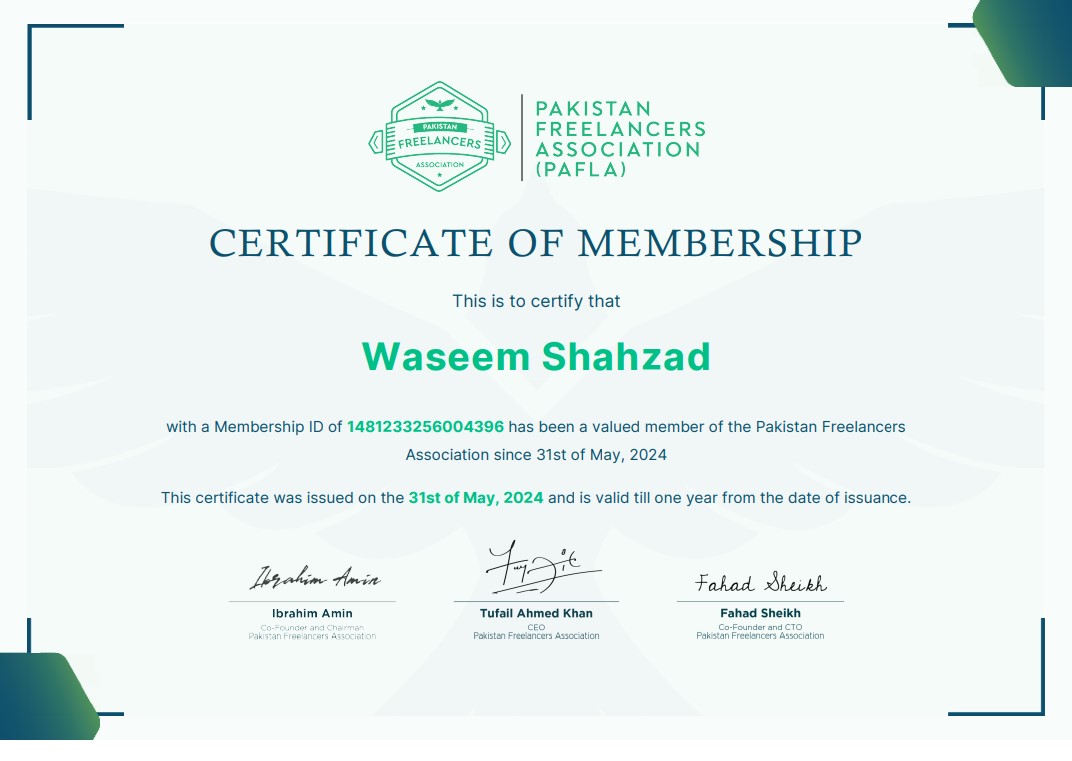 PAKISTAN
FREELANCERS
ASSOCIATION
PAKISTAN
FREELANCERS
ASSOCIATION
(PAFLA)
CERTIFICATE OF MEMBERSHIP
This is to certify that
Waseem Shahzad
with a Membership ID of 1481233256004396 has been a valued member of the Pakistan Freelancers
Association since 31st of May, 2024
This certificate was issued on the 31st of May, 2024 and is valid till one year from the date of issuance.
Ibrahim Amin
Fahad Sheikh
Ibrahim Amin
Co-Founder and Chairman
Pakistan Freelancers Association
Tufail Ahmed Khan
CEO
Pakistan Freelancers Association
Fahad Sheikh
Co-Founder and CTO
Pakistan Freelancers Association